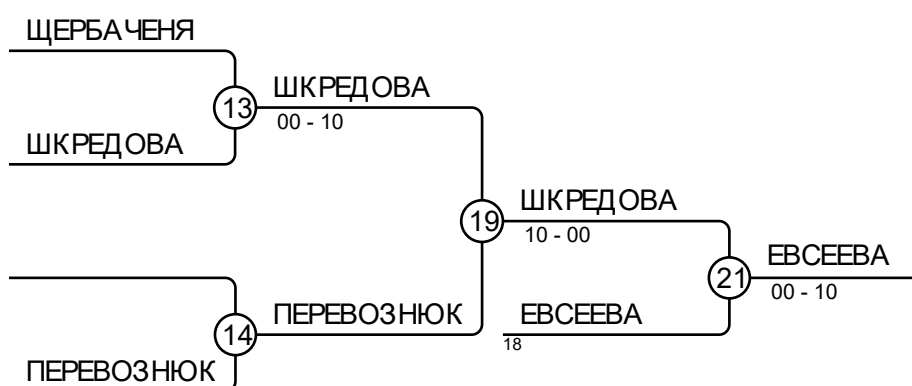 ЩЕРБАЧЕНЯ
13
ШКРЕДОВА
00 - 10
ШКРЕДОВА
19
ШКРЕДОВА
10 - 00
21
ЕВСЕЕВА
00 - 10
14
ПЕРЕВОЗНЮК
ЕВСЕЕВА
18
ПЕРЕВОЗНЮК